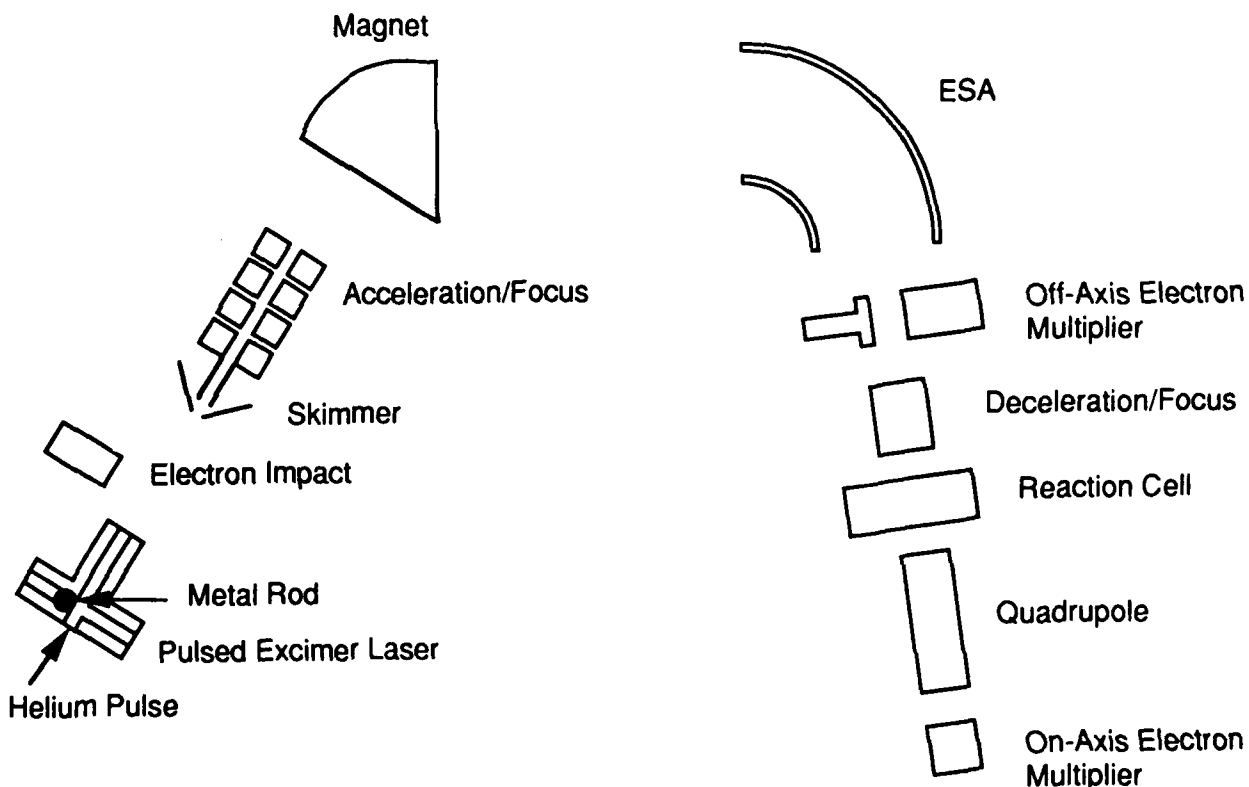 Magnet
ESA
Acceleration/Focus
Off-Axis Electron
Multiplier
Skimmer
Deceleration/Focus
Electron Impact
Reaction Cell
Metal Rod
Quadrupole
Pulsed Excimer Laser
Helium Pulse
On-Axis Electron
Multiplier